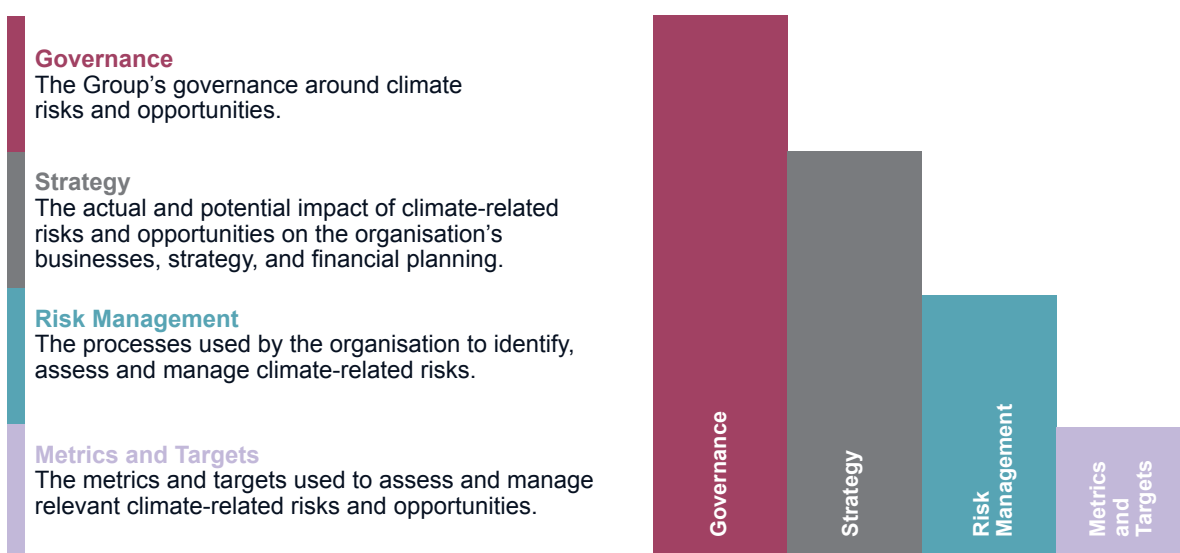 Governance
The Group’s governance around climate
risks and opportunities.
Strategy
The actual and potential impact of climate-related
risks and opportunities on the organisation’s
businesses, strategy, and financial planning.
Risk Management
The processes used by the organisation to identify,
assess and manage climate-related risks.
Metrics and Targets
The metrics and targets used to assess and manage
relevant climate-related risks and opportunities.
Governance
Strategy
Risk
Management
Metrics
and
Targets